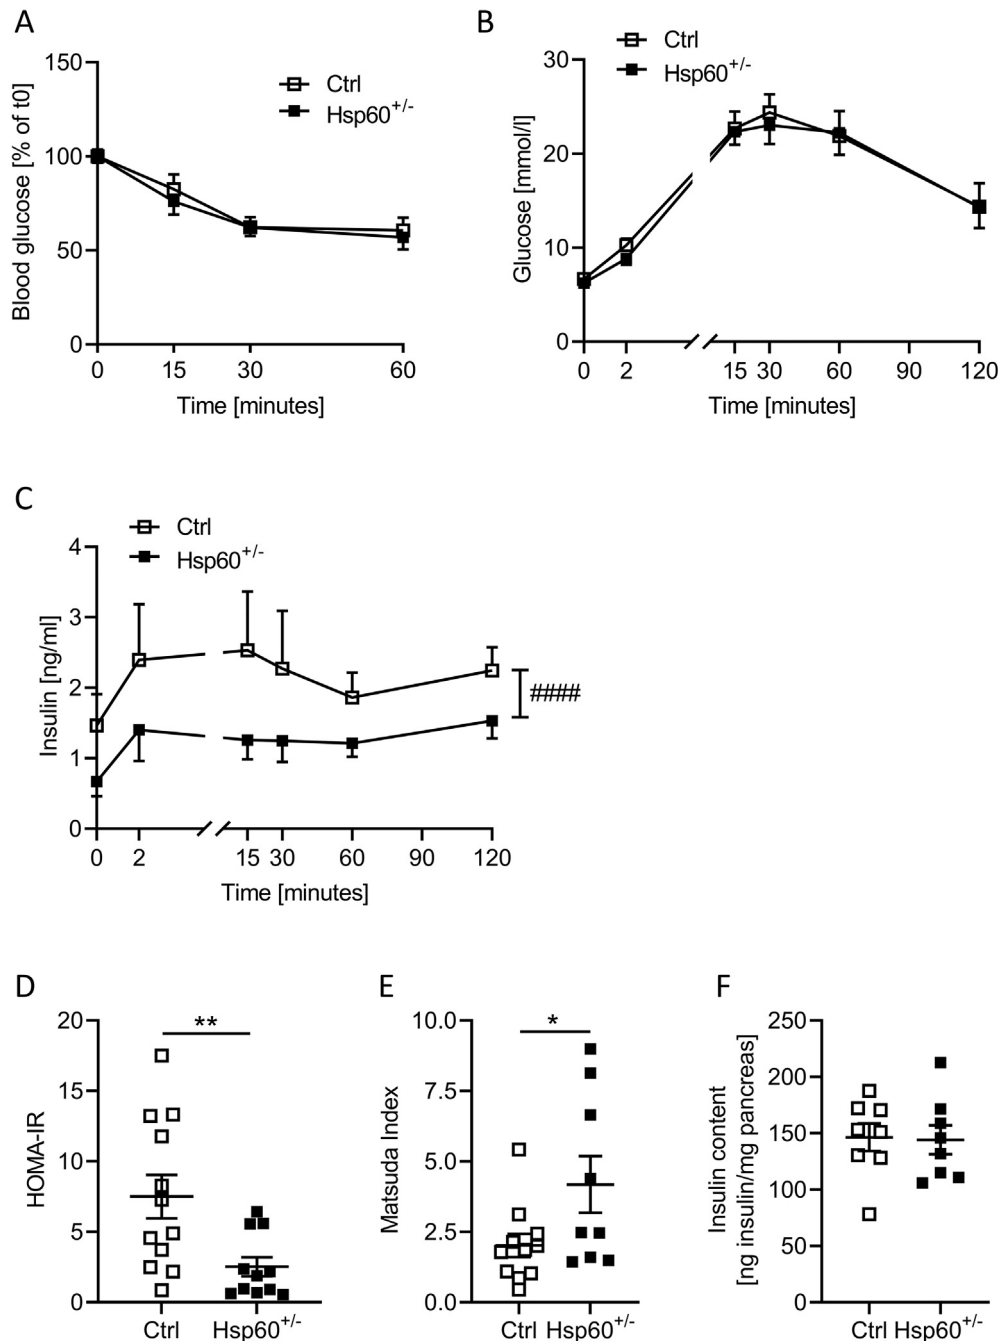 A
150
100
50
0
Blood glucose [% of t0]
Ctrl
Hsp60+/-
0 15 30 60
Time [minutes]
B
Ctrl
Hsp60+/-
30
20
10
0
Glucose [mmol/l]
0 2 15 30 60 90 120
Time [minutes]
C
Ctrl
Hsp60+/-
4
3
2
1
0
Insulin [ng/ml]
####
0 2 15 30 60 90 120
Time [minutes]
D
20
15
10
5
0
HOMA-IR
**
Ctrl Hsp60+/-
E
10.0
7.5
5.0
2.5
0.0
Matsuda Index
*
Ctrl Hsp60+/-
F
250
200
150
100
50
0
Insulin content
[ng insulin/mg pancreas]
Ctrl Hsp60+/-